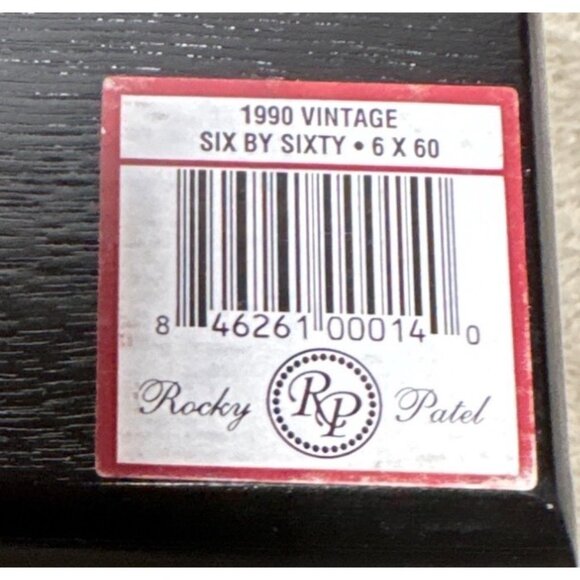 1990 VINTAGE
SIX BY SIXTY • 6 X 60
8 46261 00014 0
Rocky RP Patel